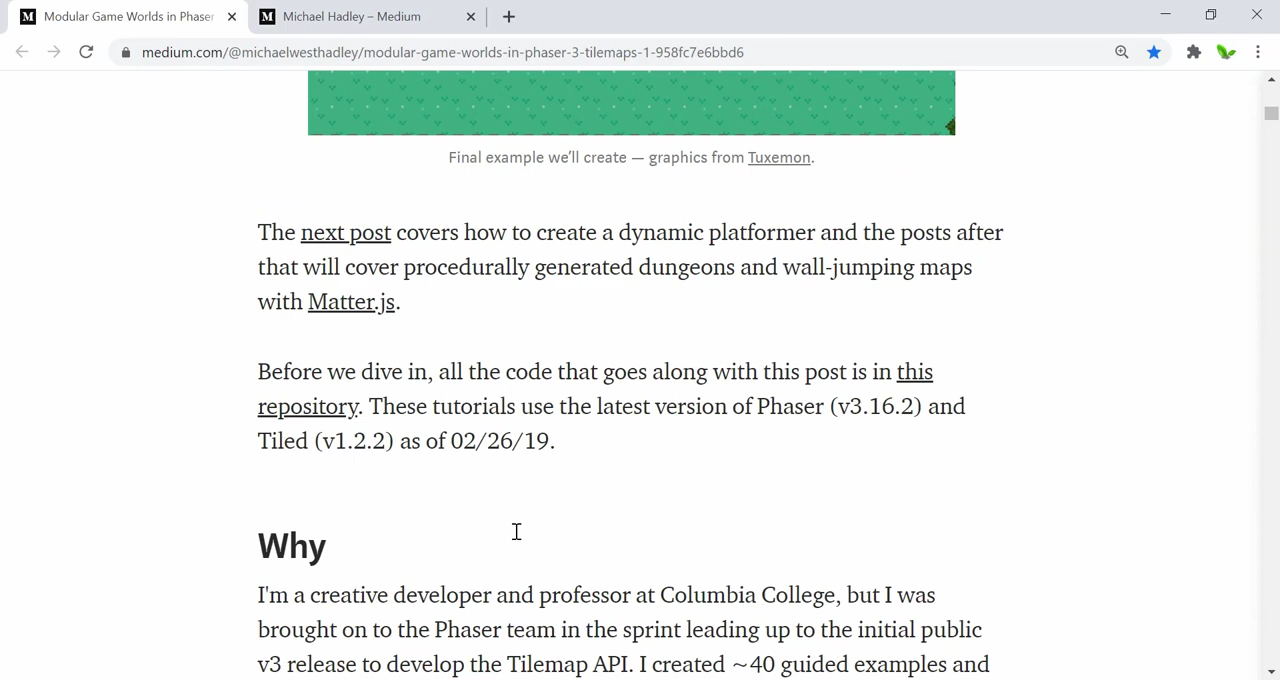 Modular Game Worlds in Phaser
Michael Hadley – Medium
medium.com/@michaelwesthadley/modular-game-worlds-in-phaser-3-tilemaps-1-958fc7e6bbd6
Final example we'll create — graphics from Tuxemon.
The next post covers how to create a dynamic platformer and the posts after
that will cover procedurally generated dungeons and wall-jumping maps
with Matter.js.
Before we dive in, all the code that goes along with this post is in this
repository. These tutorials use the latest version of Phaser (v3.16.2) and
Tiled (v1.2.2) as of 02/26/19.
Why
I'm a creative developer and professor at Columbia College, but I was
brought on to the Phaser team in the sprint leading up to the initial public
v3 release to develop the Tilemap API. I created ~40 guided examples and